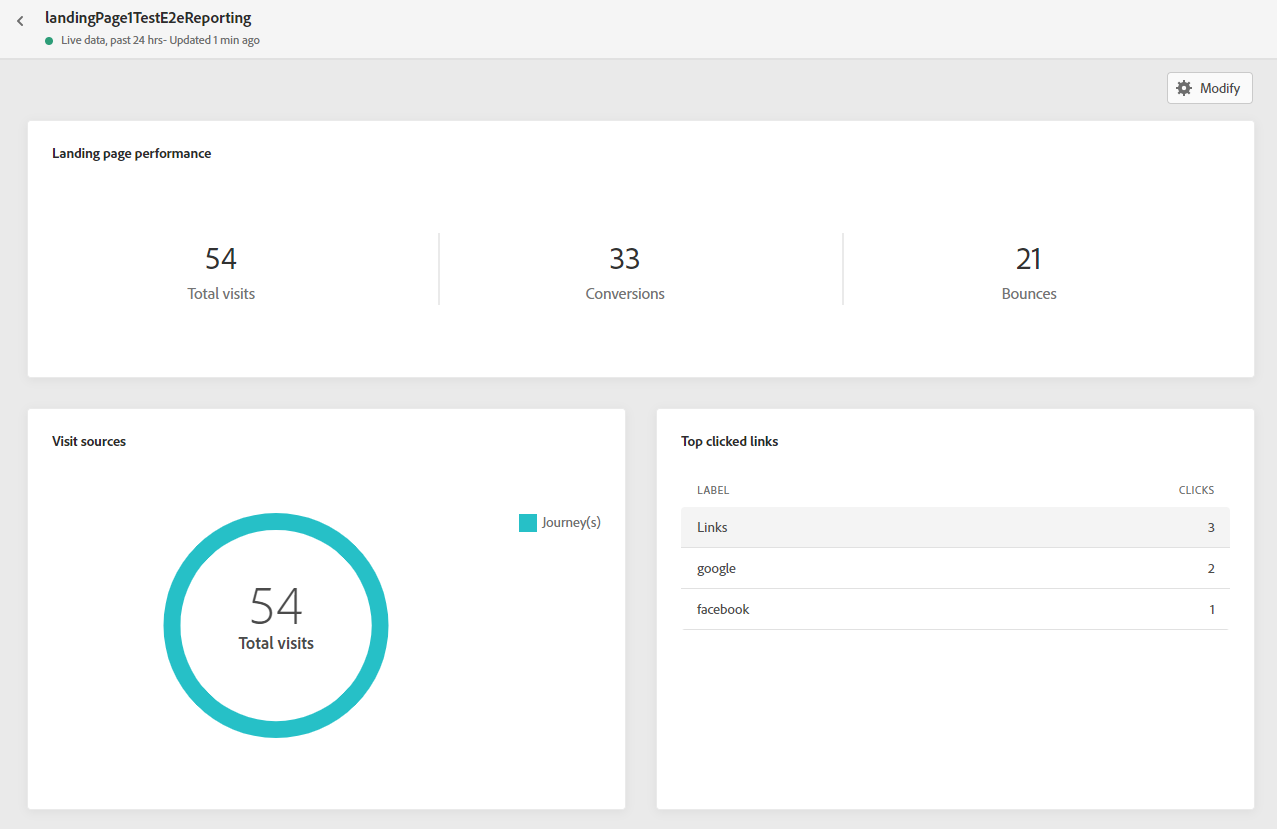 landingPage1TestE2eReporting
Live data, past 24 hrs- Updated 1 min ago
Modify
Landing page performance
54
Total visits
33
Conversions
21
Bounces
Visit sources
Journey(s)
54
Total visits
Top clicked links
LABEL CLICKS
Links 3
google 2
facebook 1